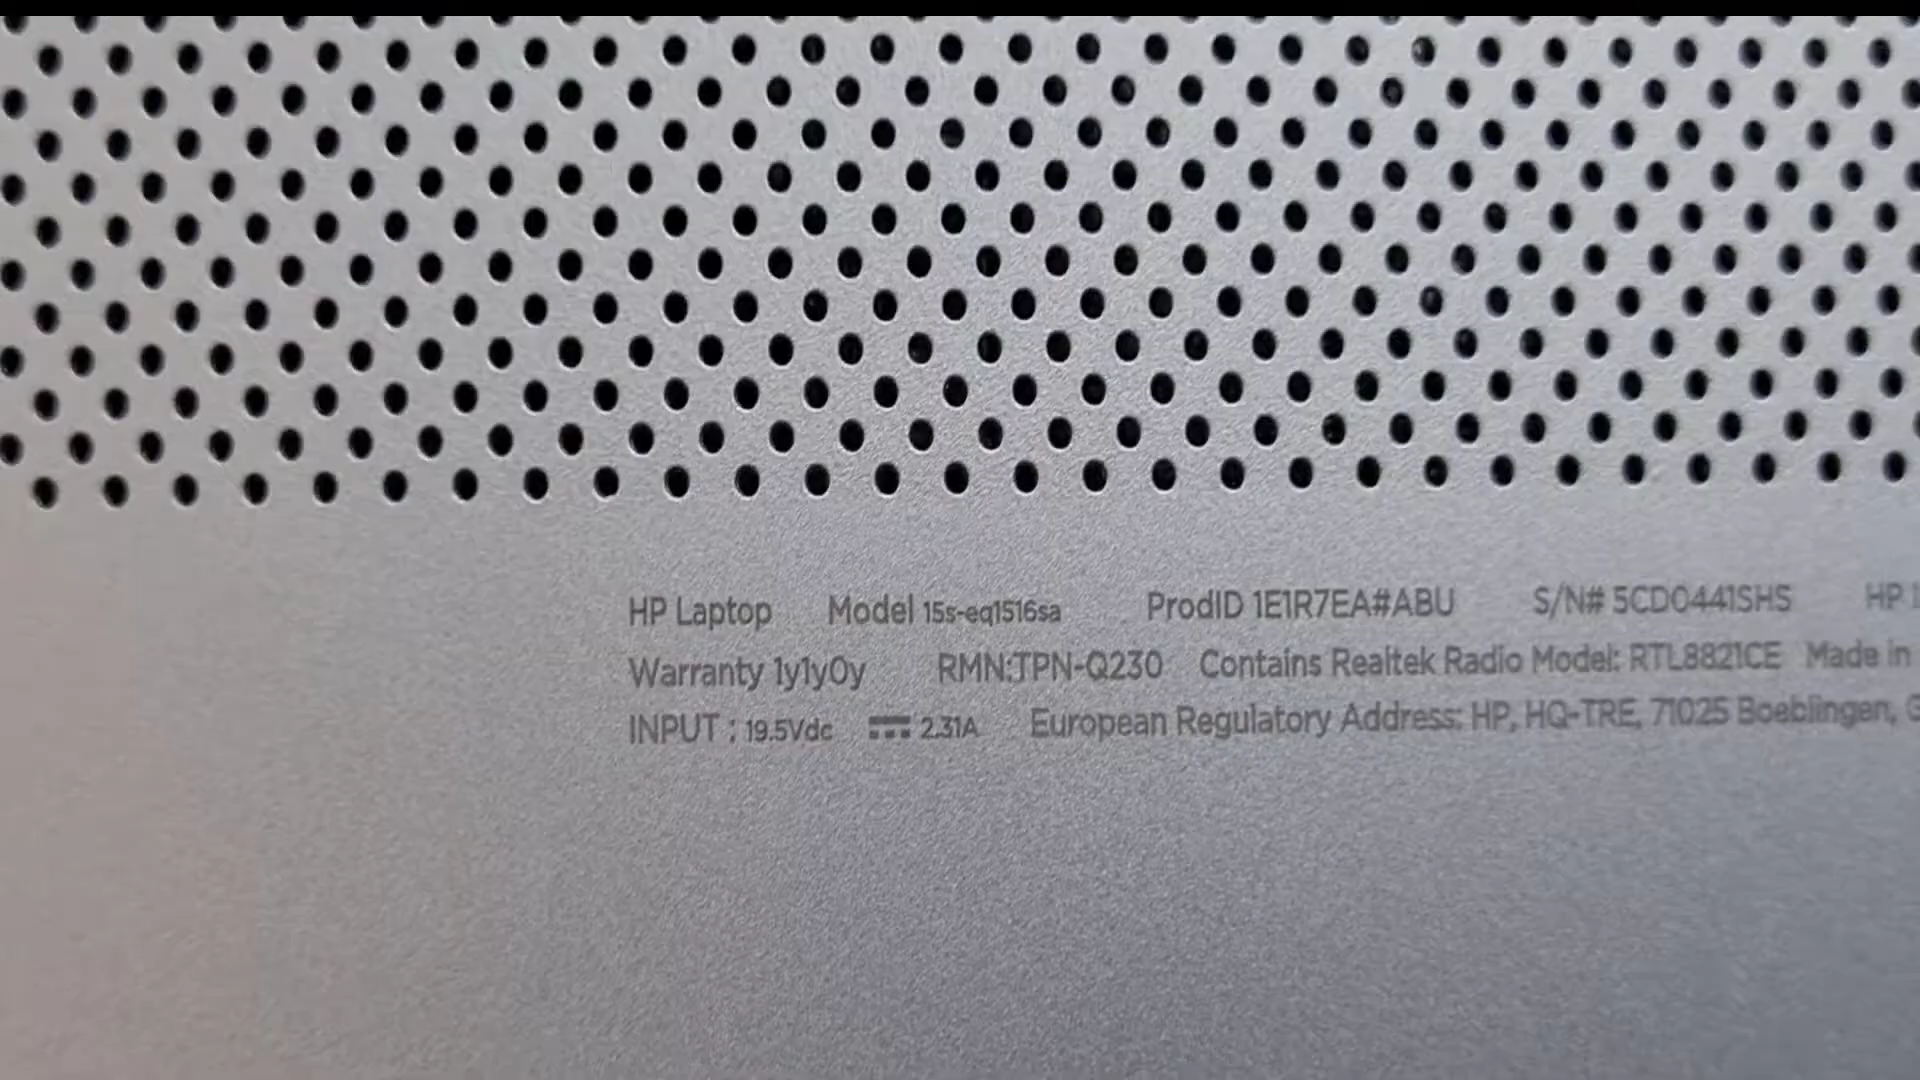 HP Laptop Model 15s-eq1516sa ProdID 1E1R7EA#ABU S/N# 5CD0441SHS HP
Warranty 1y1y0y RMN:TPN-Q230 Contains Realtek Radio Model: RTL8821CE Made in
INPUT : 19.5Vdc 2.31A European Regulatory Address: HP, HQ-TRE, 71025 Boeblingen,